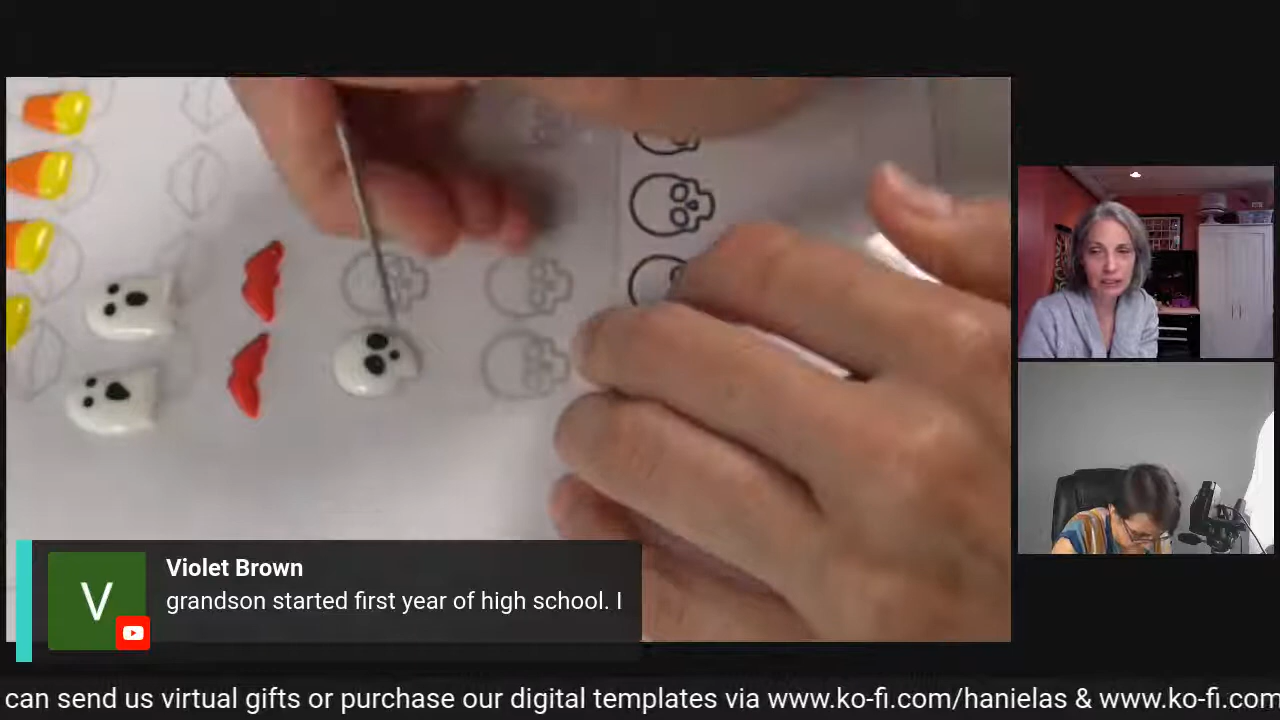 V
Violet Brown
grandson started first year of high school. I
can send us virtual gifts or purchase our digital templates via www.ko-fi.com/hanielas & www.ko-fi.com